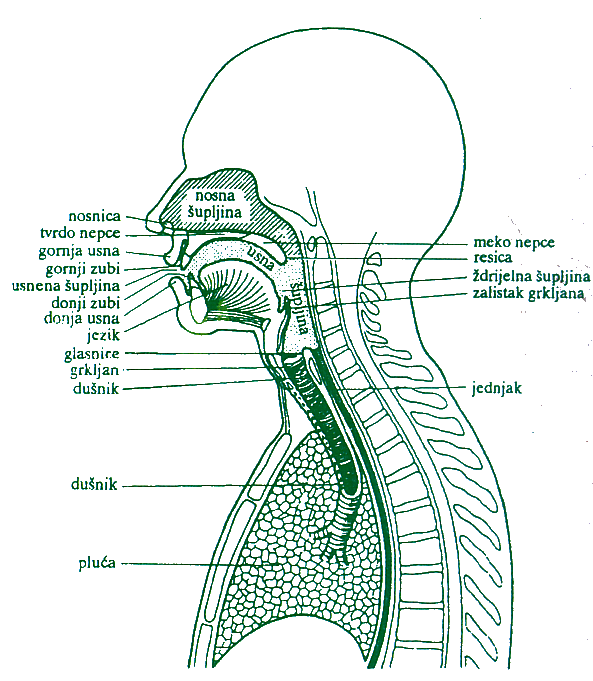 nosna
šupljina
nosnica
tvrdo nepce
gornja usna
gornji zubi
usnena šupljina
donji zubi
donja usna
jezik
glasnice
grkljan
dušnik
dušnik
pluća
usna
šupljina
meko nepce
resica
ždrijelna šupljina
zalistak grkljana
jednjak